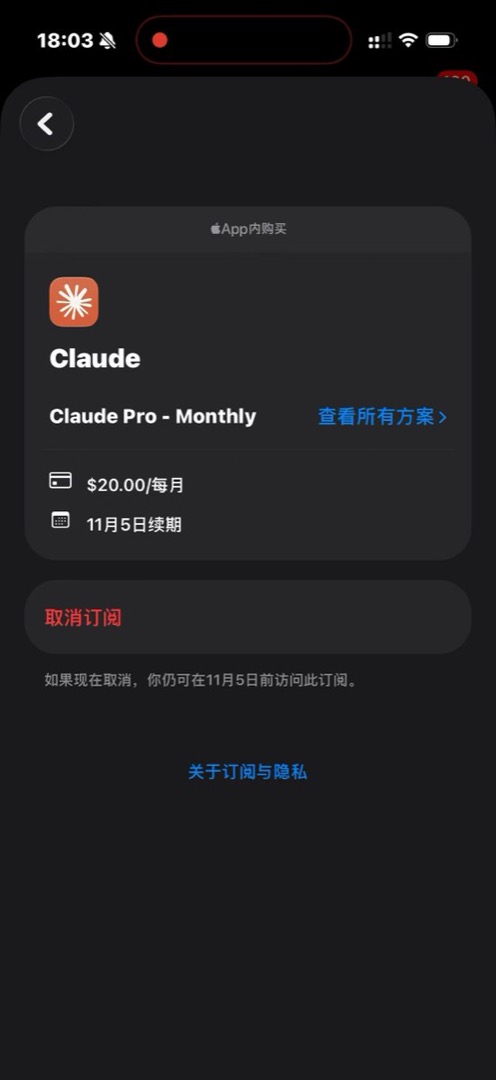 18:03
App内购买
Claude
Claude Pro - Monthly 查看所有方案
$20.00/每月
11月5日续期
取消订阅
如果现在取消，你仍可在11月5日前访问此订阅。
关于订阅与隐私